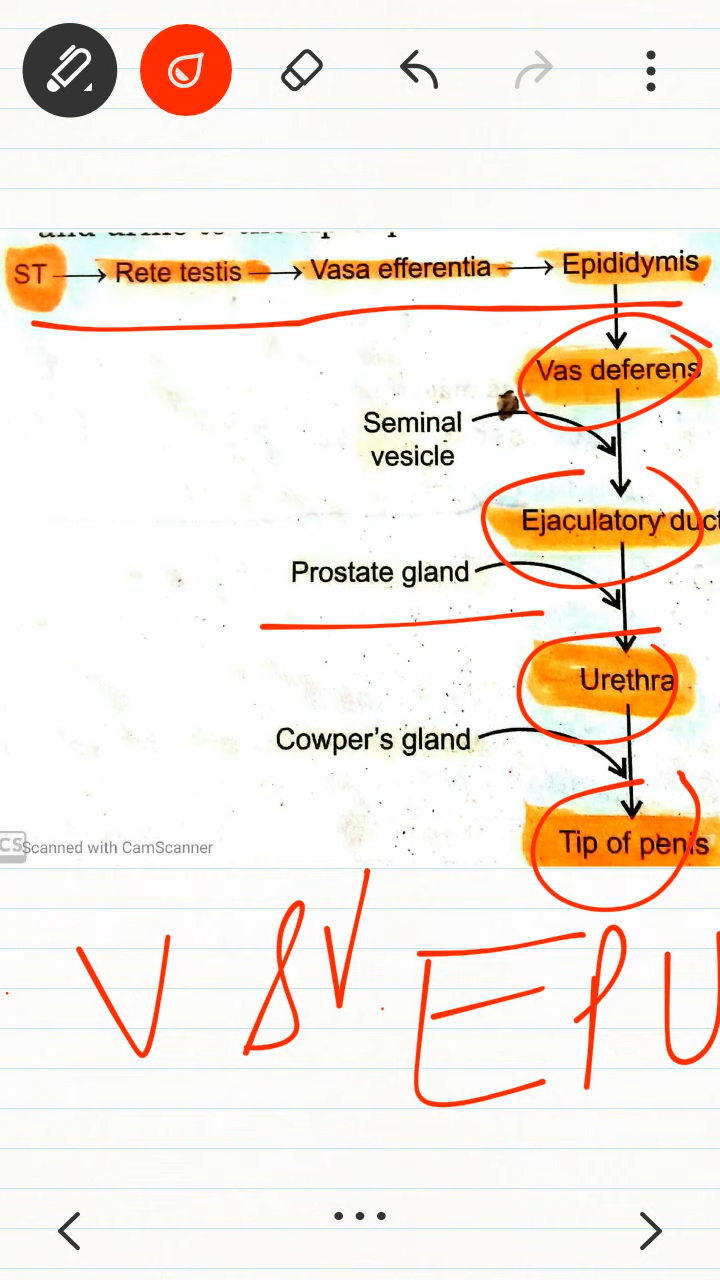 ST → Rete testis → Vasa efferentia → Epididymis
Vas deferens
Seminal
vesicle
Ejaculatory duct
Prostate gland
Urethra
Cowper's gland
Tip of penis
CS Scanned with CamScanner
V SV E P U